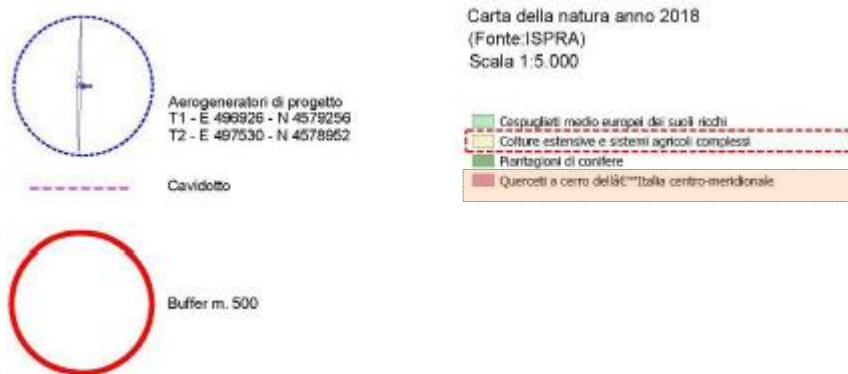 Carta della natura anno 2018
(Fonte:ISPRA)
Scala 1:5.000
Aerogeneratori di progetto
T1 - E 496926 - N 4579256
T2 - E 497530 - N 4578952
Cavidotto
Buffer m. 500
Cespuglieti medio europei dei suoli ricchi
Colture estensive e sistemi agricoli complessi
Piantagioni di conifere
Querceti a cerro dellâ€™Italia centro-meridionale